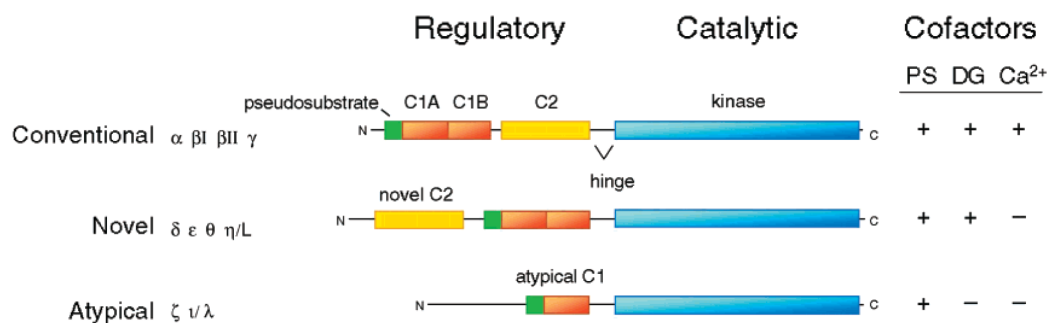 Regulatory Catalytic Cofactors
PS DG Ca²⁺
pseudosubstrate C1A C1B C2 kinase
N C
Conventional α βI βII γ + + +
hinge
novel C2
N C
Novel δ ε θ η/L + + −
atypical C1
N C
Atypical ζ ι/λ + − −